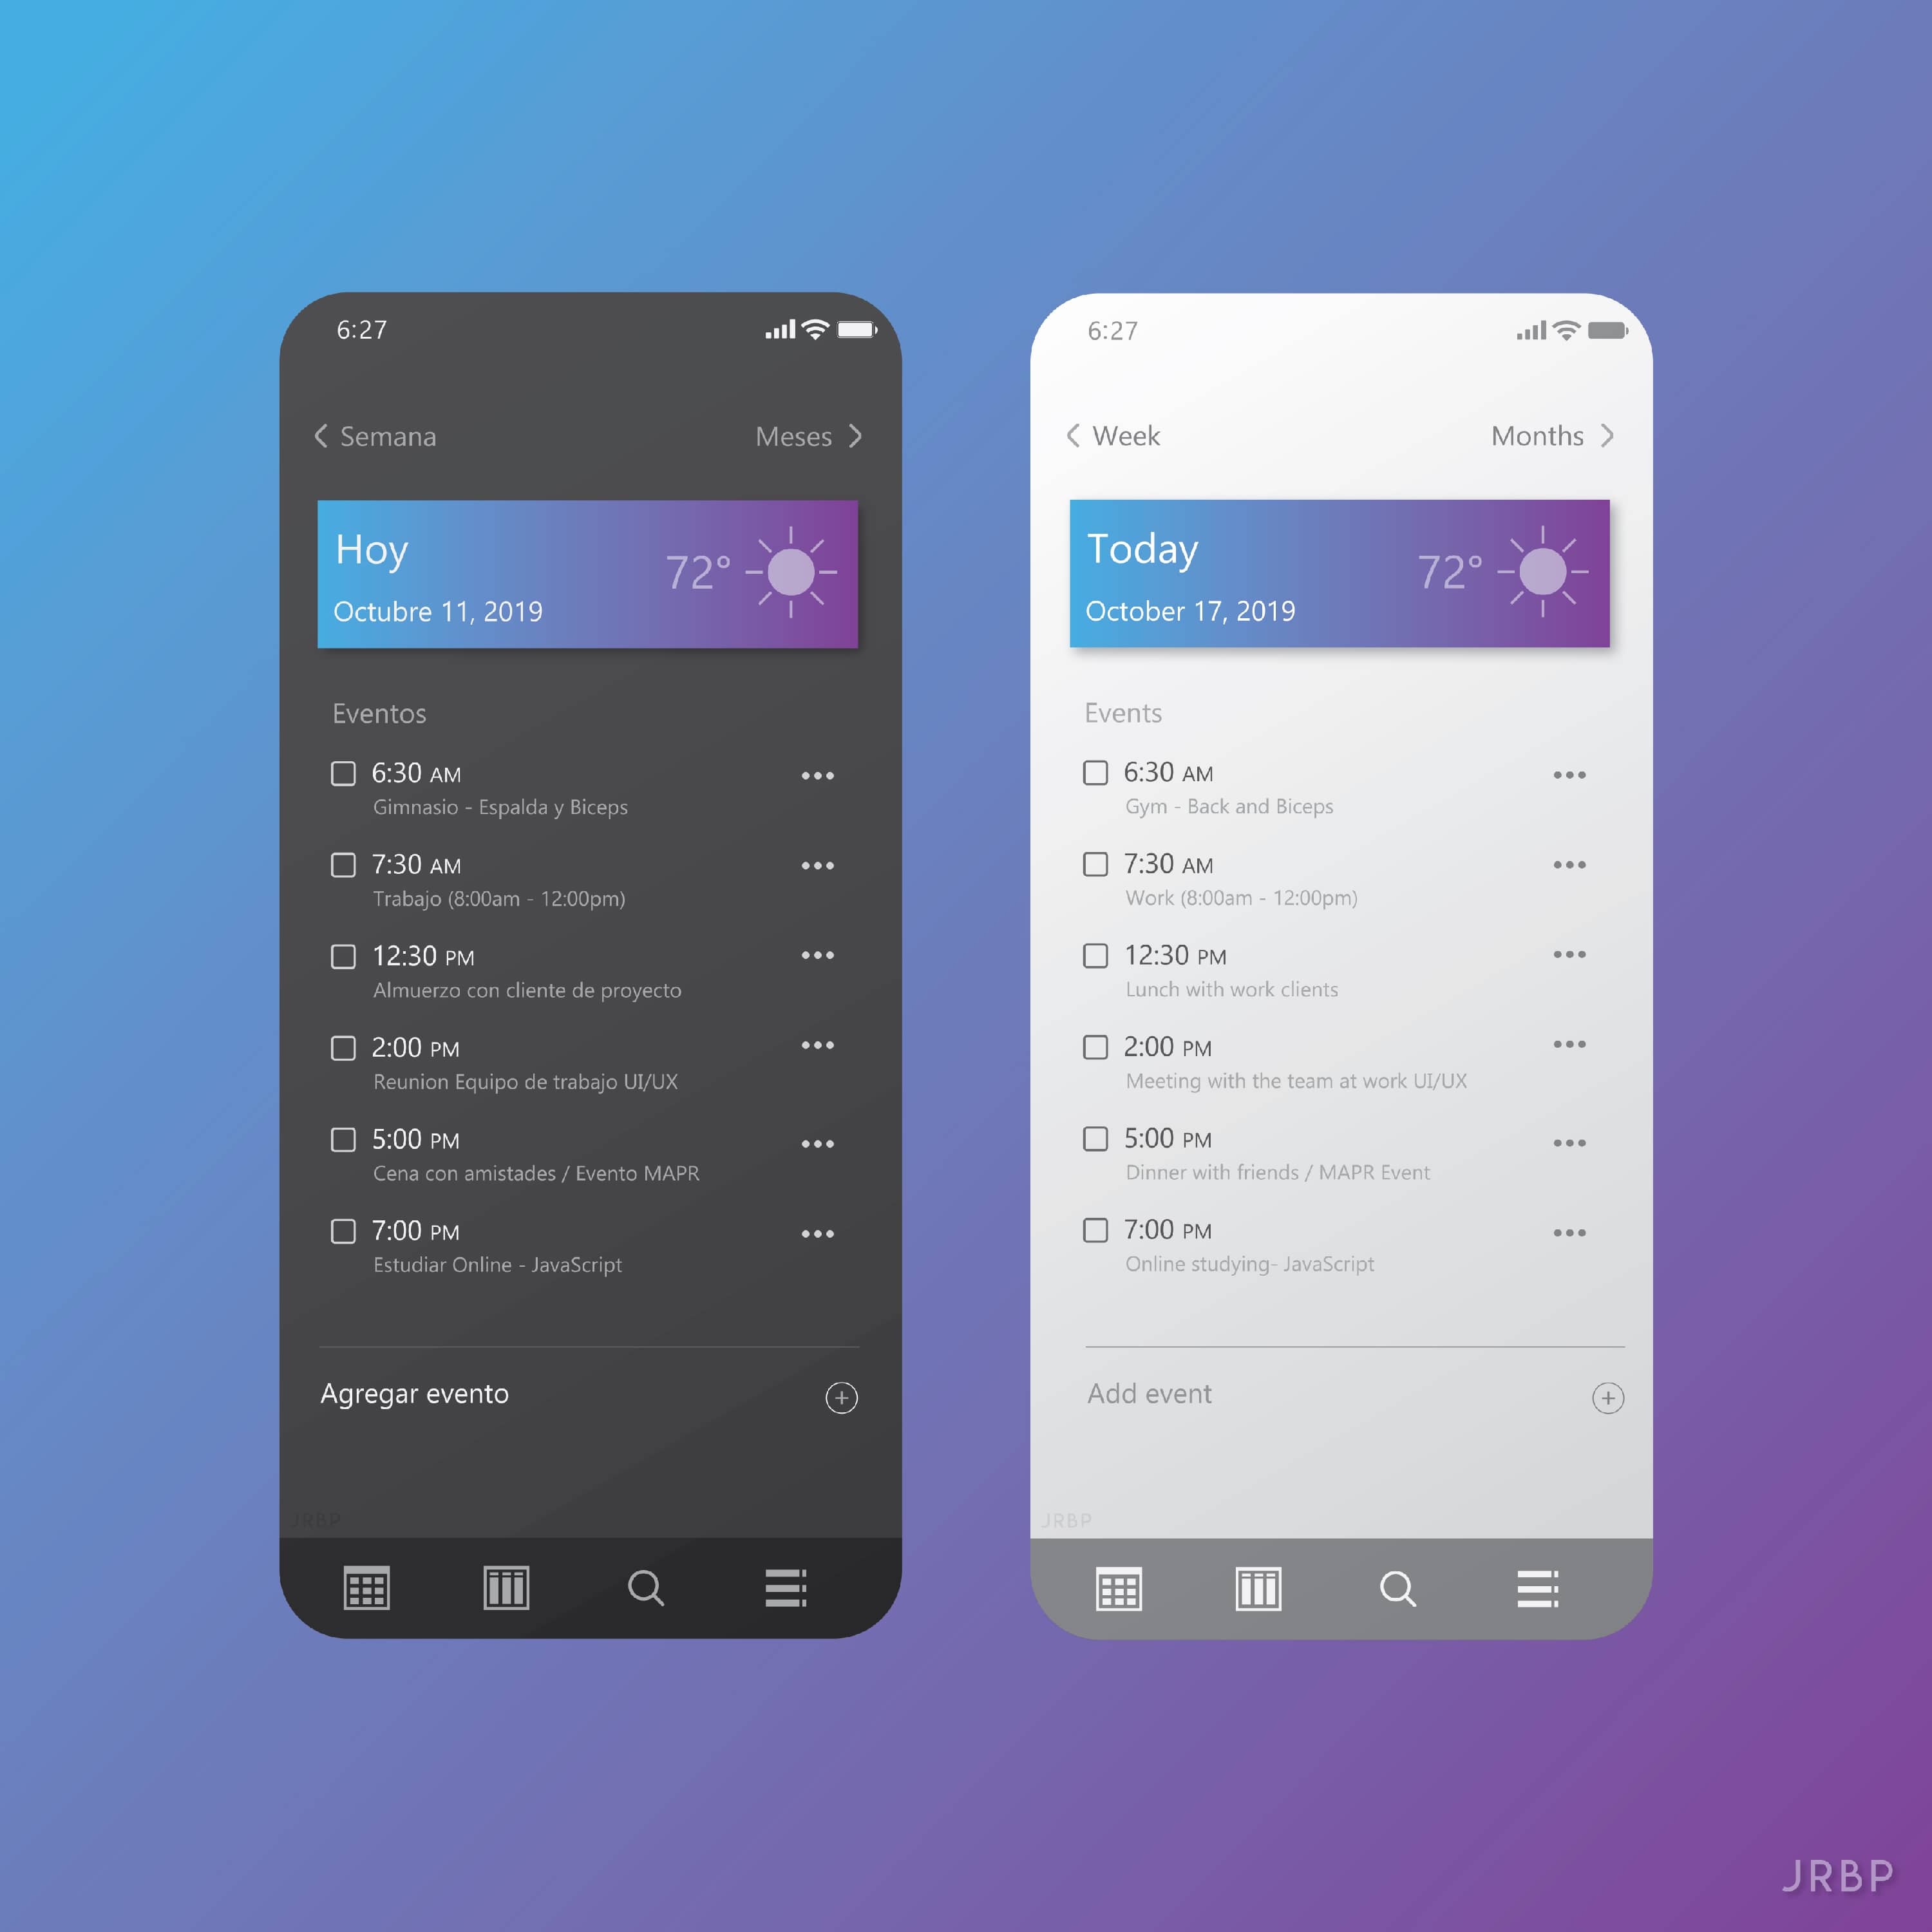 6:27
Semana
Meses
Hoy
72°
Octubre 11, 2019
Eventos
6:30 AM
Gimnasio - Espalda y Biceps
7:30 AM
Trabajo (8:00am - 12:00pm)
12:30 PM
Almuerzo con cliente de proyecto
2:00 PM
Reunion Equipo de trabajo UI/UX
5:00 PM
Cena con amistades / Evento MAPR
7:00 PM
Estudiar Online - JavaScript
Agregar evento
JRBP
6:27
Week
Months
Today
72°
October 17, 2019
Events
6:30 AM
Gym - Back and Biceps
7:30 AM
Work (8:00am - 12:00pm)
12:30 PM
Lunch with work clients
2:00 PM
Meeting with the team at work UI/UX
5:00 PM
Dinner with friends / MAPR Event
7:00 PM
Online studying- JavaScript
Add event
JRBP
JRBP